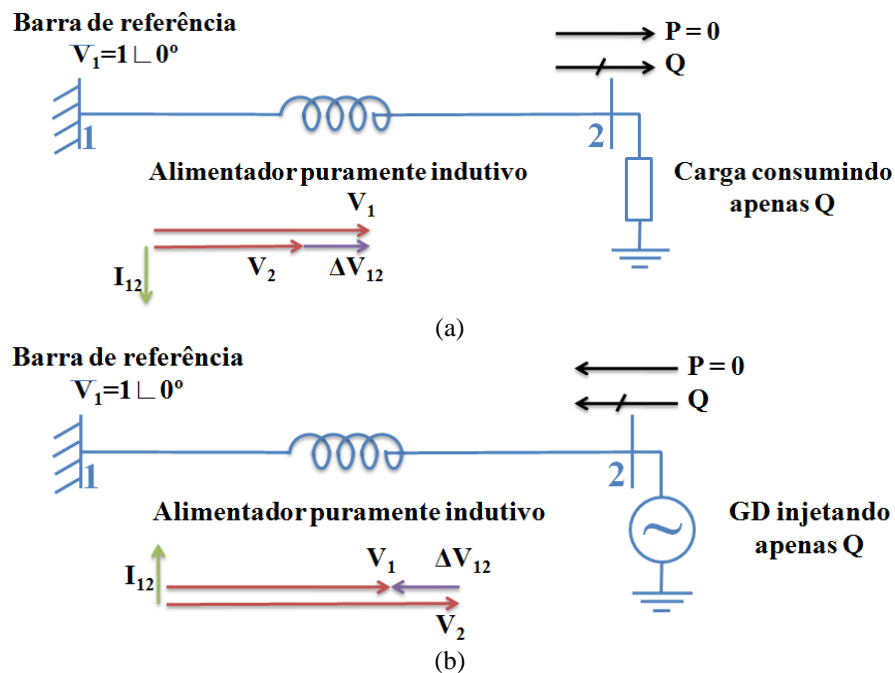 Barra de referência
V₁=1∟0º
P = 0
Q
1
2
Alimentador puramente indutivo
Carga consumindo
apenas Q
V₁
V₂
ΔV₁₂
I₁₂
(a)
Barra de referência
V₁=1∟0º
P = 0
Q
1
2
Alimentador puramente indutivo
GD injetando
apenas Q
V₁
ΔV₁₂
I₁₂
V₂
(b)